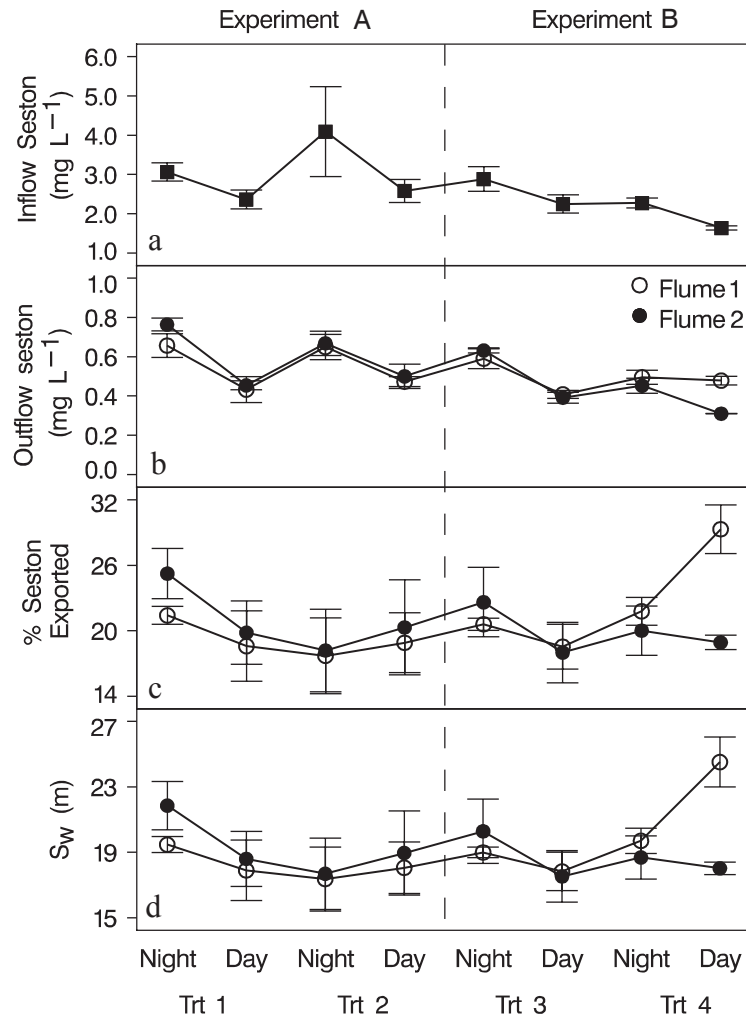 Experiment A Experiment B
Inflow Seston
(mg L−1)
6.0
5.0
4.0
3.0
2.0
1.0
a
Outflow seston
(mg L−1)
1.0
0.8
0.6
0.4
0.2
0.0
b
Flume 1
Flume 2
% Seston
Exported
32
26
20
14
c
Sw (m)
27
23
19
15
d
Night Day Night Day Night Day Night Day
Trt 1 Trt 2 Trt 3 Trt 4